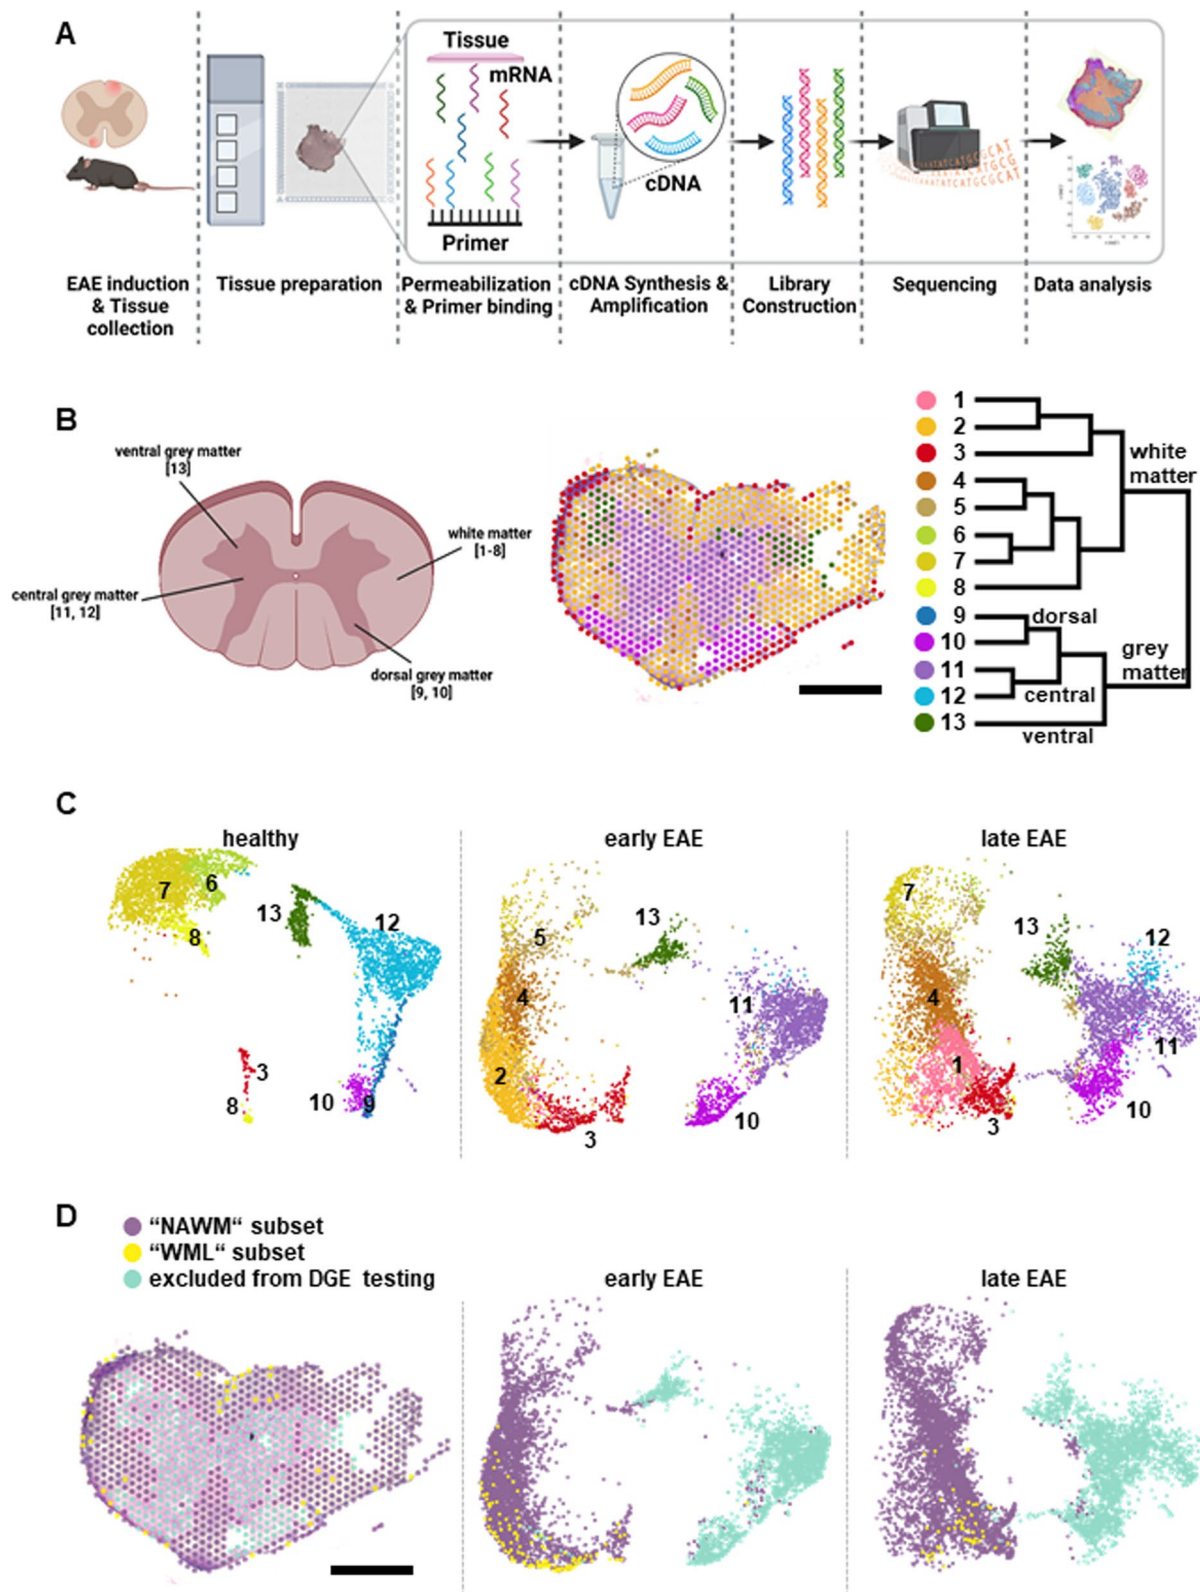 A
Tissue
mRNA
Primer
cDNA
EAE induction
& Tissue
collection
Tissue preparation
Permeabilization
& Primer binding
cDNA Synthesis &
Amplification
Library
Construction
Sequencing
Data analysis
B
ventral grey matter
[13]
white matter
[1-8]
central grey matter
[11, 12]
dorsal grey matter
[9, 10]
1
2
3
4
5
6
7
8
9
10
11
12
13
white
matter
dorsal
grey
matter
central
ventral
C
healthy
7
6
8
13
12
3
8
10
9
early EAE
13
5
4
11
2
10
3
late EAE
7
13
12
4
1
11
10
3
D
“NAWM“ subset
“WML“ subset
excluded from DGE testing
early EAE
late EAE